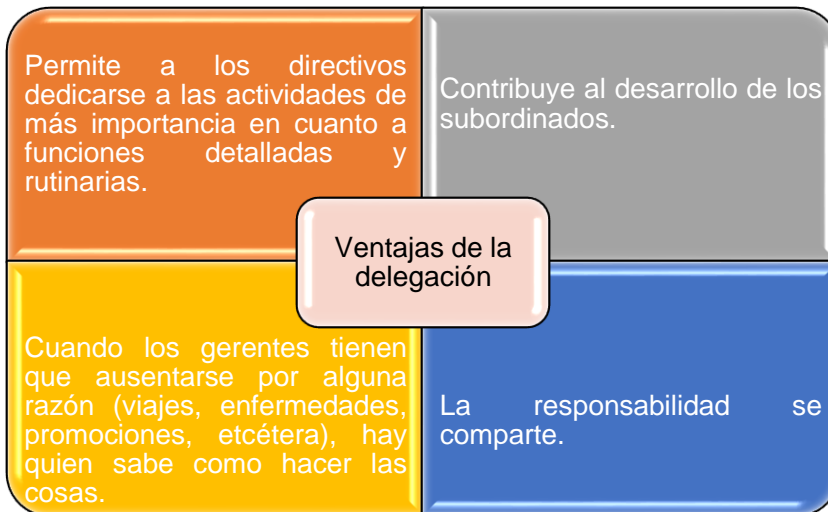 Permite a los directivos
dedicarse a las actividades de
más importancia en cuanto a
funciones detalladas y
rutinarias.
Contribuye al desarrollo de los
subordinados.
Ventajas de la
delegación
Cuando los gerentes tienen
que ausentarse por alguna
razón (viajes, enfermedades,
promociones, etcétera), hay
quien sabe como hacer las
cosas.
La responsabilidad se
comparte.